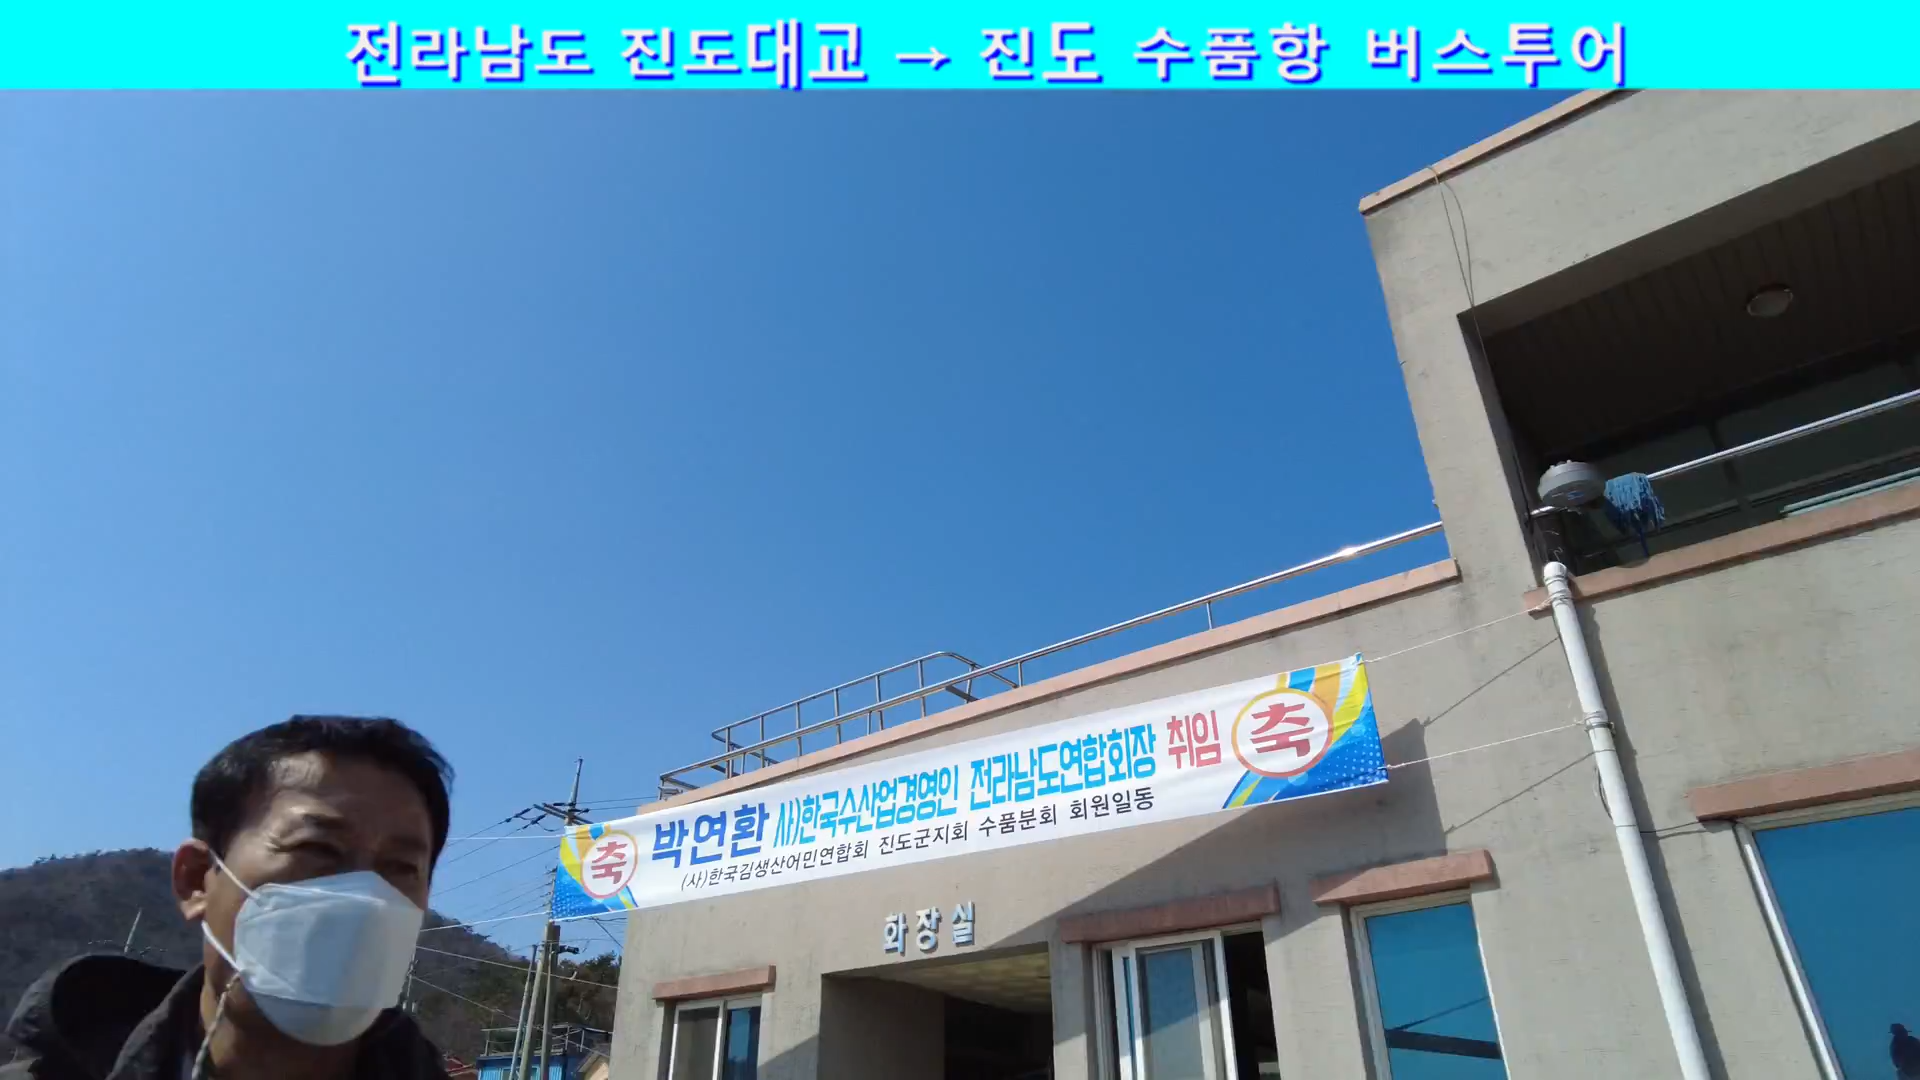 전라남도 진도대교 → 진도 수품항 버스투어
축 박연환 사)한국수산업경영인 전라남도연합회장 취임 축
(사)한국김생산어민연합회 진도군지회 수품분회 회원일동
화장실